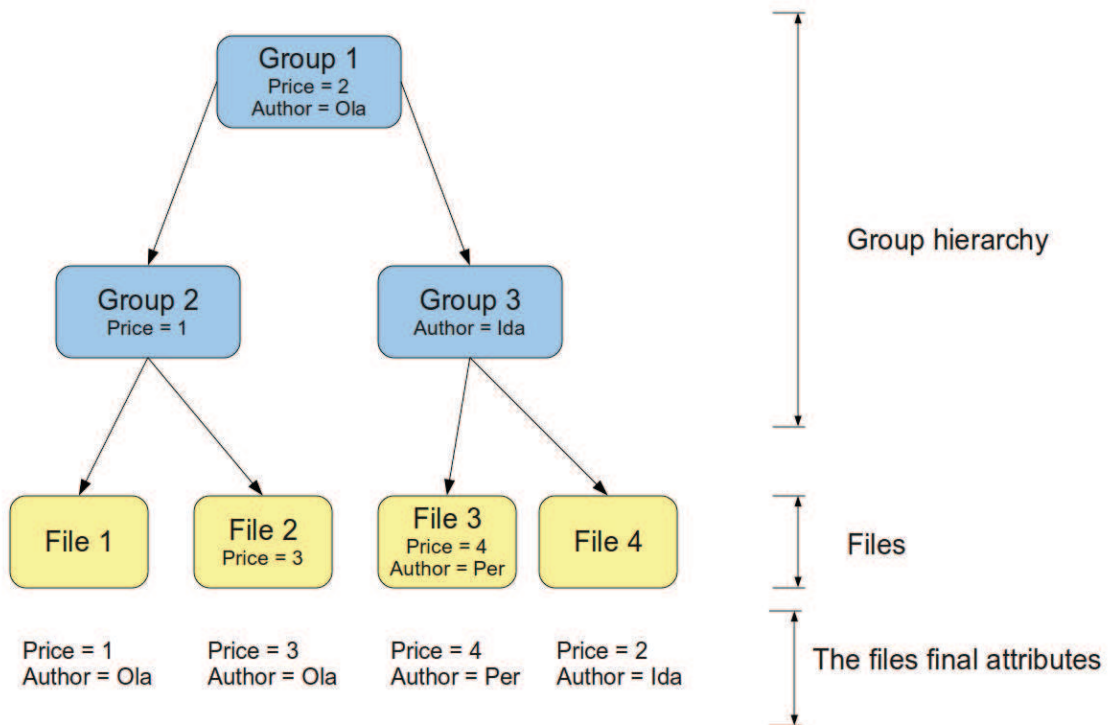 Group 1
Price = 2
Author = Ola
Group hierarchy
Group 2
Price = 1
Group 3
Author = Ida
File 1
File 2
Price = 3
File 3
Price = 4
Author = Per
File 4
Files
Price = 1
Author = Ola
Price = 3
Author = Ola
Price = 4
Author = Per
Price = 2
Author = Ida
The files final attributes